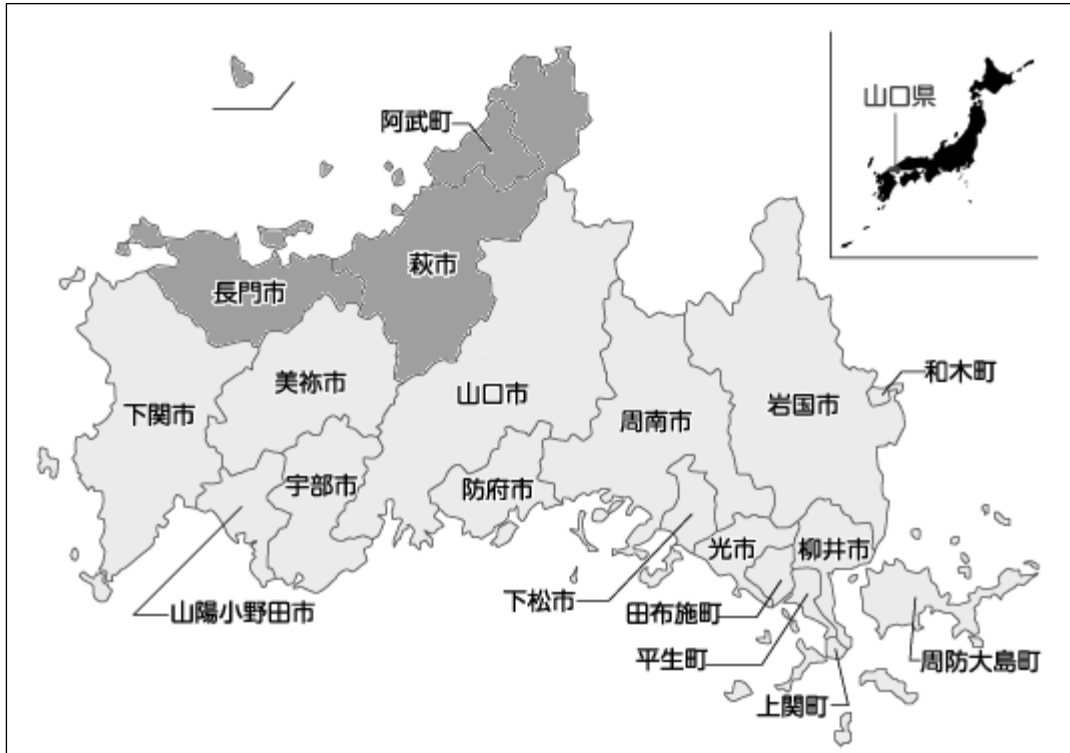 山口県
阿武町
萩市
長門市
和木町
美祢市
山口市
岩国市
下関市
周南市
宇部市
防府市
光市
柳井市
下松市
山陽小野田市
田布施町
平生町
周防大島町
上関町